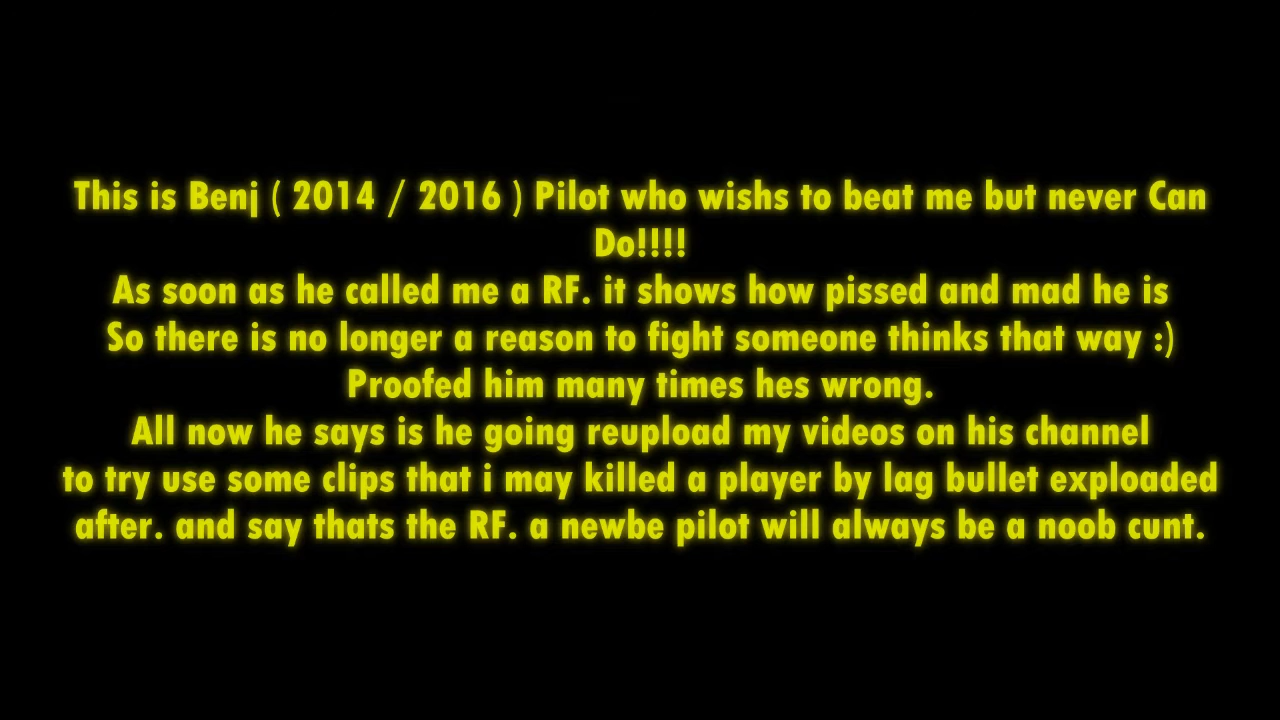 This is Benj ( 2014 / 2016 ) Pilot who wishs to beat me but never Can
Do!!!!
As soon as he called me a RF. it shows how pissed and mad he is
So there is no longer a reason to fight someone thinks that way :)
Proofed him many times hes wrong.
All now he says is he going reupload my videos on his channel
to try use some clips that i may killed a player by lag bullet exploaded
after. and say thats the RF. a newbe pilot will always be a noob cunt.